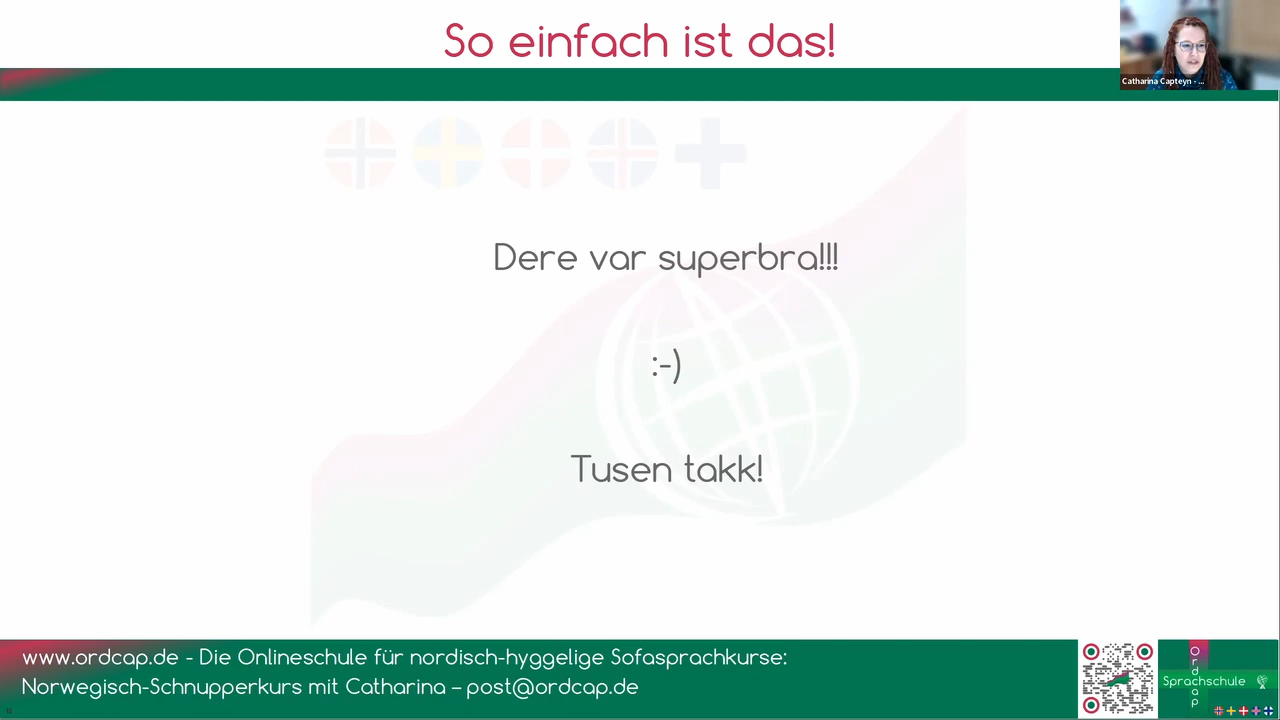 So einfach ist das!
Catharina Capteyn - ...
Dere var superbra!!!
:-)
Tusen takk!
www.ordcap.de - Die Onlineschule für nordisch-hyggelige Sofasprachkurse:
Norwegisch-Schnupperkurs mit Catharina – post@ordcap.de
Ordcap
Sprachschule